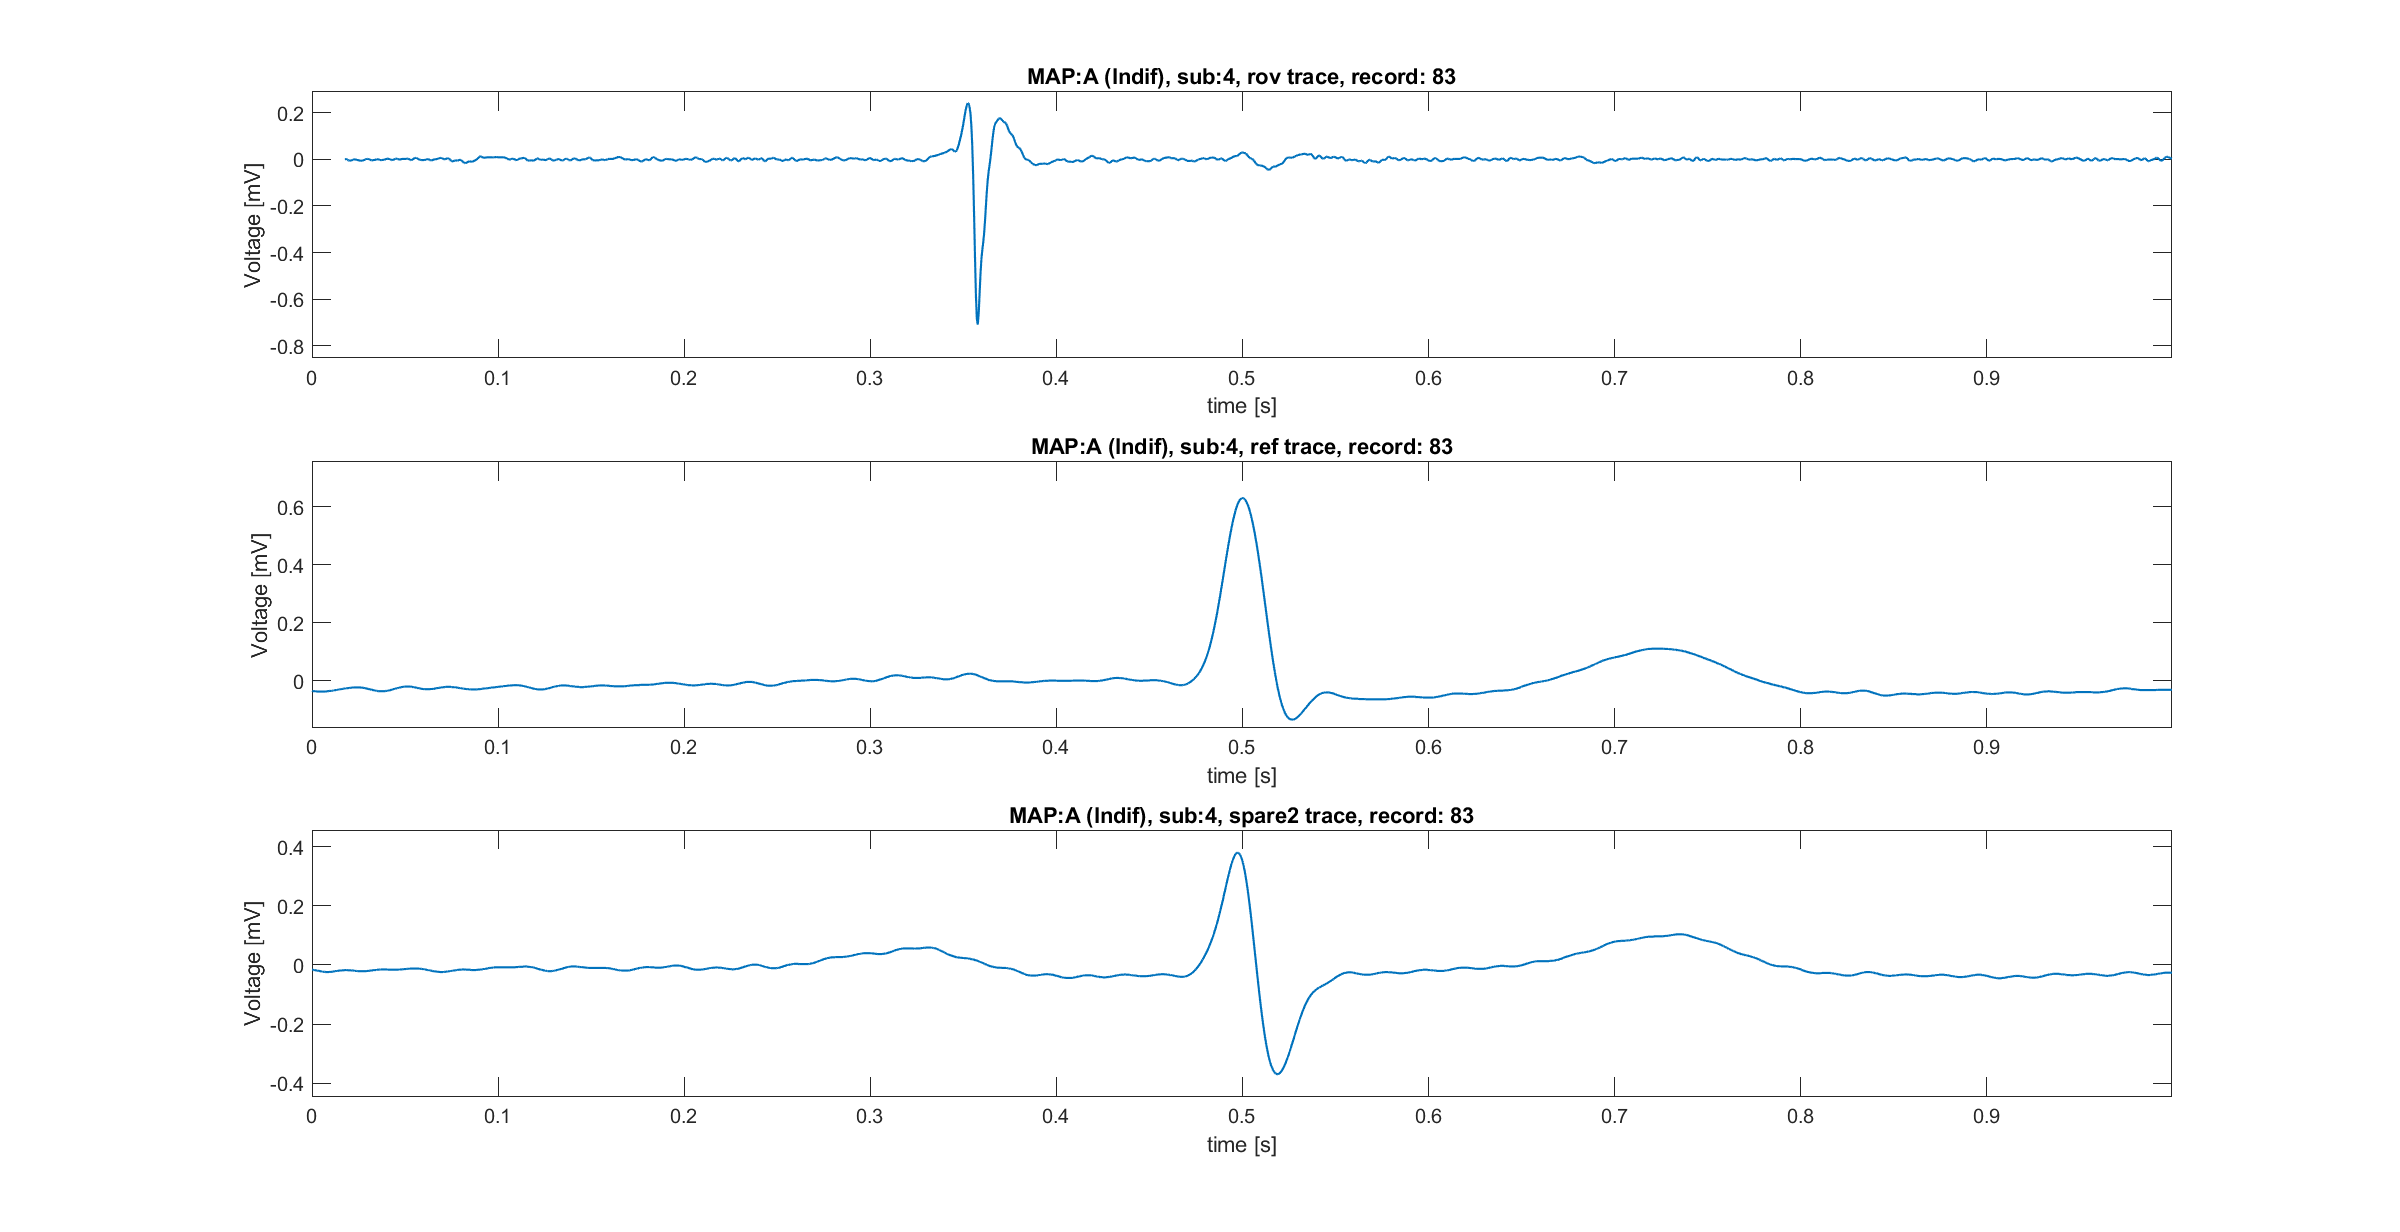 MAP:A (Indif), sub:4, rov trace, record: 83
Voltage [mV]
0.2
0
-0.2
-0.4
-0.6
-0.8
0 0.1 0.2 0.3 0.4 0.5 0.6 0.7 0.8 0.9
time [s]
MAP:A (Indif), sub:4, ref trace, record: 83
Voltage [mV]
0.6
0.4
0.2
0
0 0.1 0.2 0.3 0.4 0.5 0.6 0.7 0.8 0.9
time [s]
MAP:A (Indif), sub:4, spare2 trace, record: 83
Voltage [mV]
0.4
0.2
0
-0.2
-0.4
0 0.1 0.2 0.3 0.4 0.5 0.6 0.7 0.8 0.9
time [s]